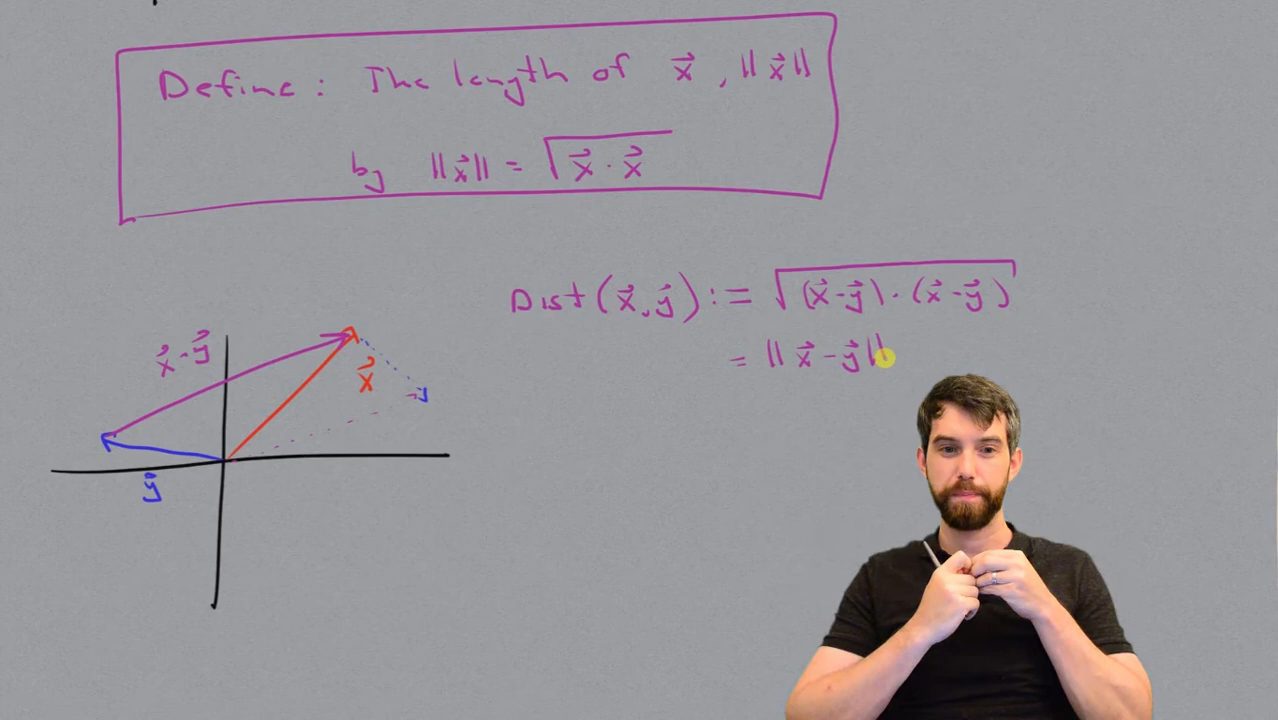 Define: The length of x⃗, ||x⃗||
by ||x⃗|| = √(x⃗ · x⃗)
Dist(x⃗,y⃗) := √((x⃗-y⃗)·(x⃗-y⃗))
= ||x⃗-y⃗||
x⃗-y⃗
x⃗
y⃗